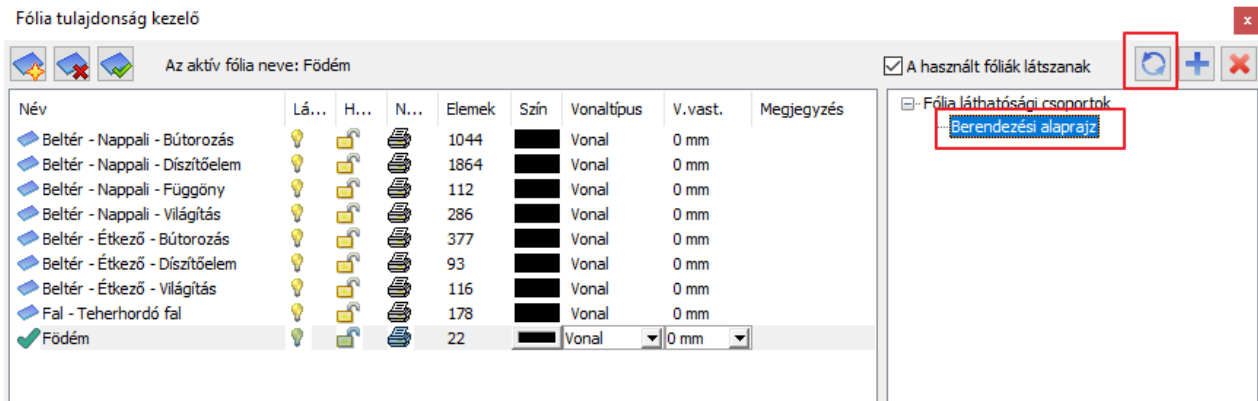 Fólia tulajdonság kezelő
x
Az aktív fólia neve: Födém
A használt fóliák látszanak
Név Lá... H... N... Elemek Szín Vonaltípus V.vast. Megjegyzés
Beltér - Nappali - Bútorozás 1044 Vonal 0 mm
Beltér - Nappali - Díszítőelem 1864 Vonal 0 mm
Beltér - Nappali - Függöny 112 Vonal 0 mm
Beltér - Nappali - Világítás 286 Vonal 0 mm
Beltér - Étkező - Bútorozás 377 Vonal 0 mm
Beltér - Étkező - Díszítőelem 93 Vonal 0 mm
Beltér - Étkező - Világítás 116 Vonal 0 mm
Fal - Teherhordó fal 178 Vonal 0 mm
Födém 22 Vonal 0 mm
Fólia láthatósági csoportok
Berendezési alaprajz